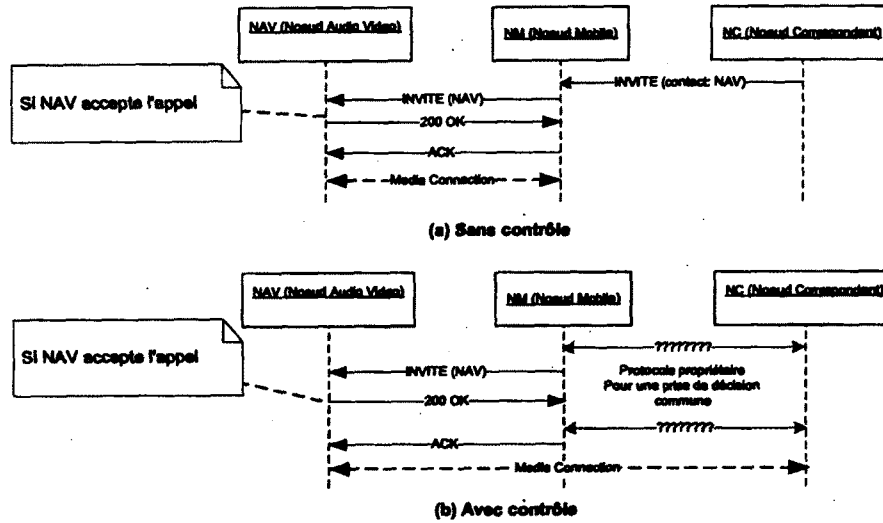 NAV (Noeud Audio Video)
NM (Noeud Mobile)
NC (Noeud Correspondant)
Si NAV accepte l'appel
INVITE (contact: NAV)
INVITE (NAV)
200 OK
ACK
Media Connection
(a) Sans contrôle
NAV (Noeud Audio Video)
NM (Noeud Mobile)
NC (Noeud Correspondant)
Si NAV accepte l'appel
????????
INVITE (NAV)
Protocole propriétaire
Pour une prise de décision
commune
200 OK
????????
ACK
Media Connection
(b) Avec contrôle